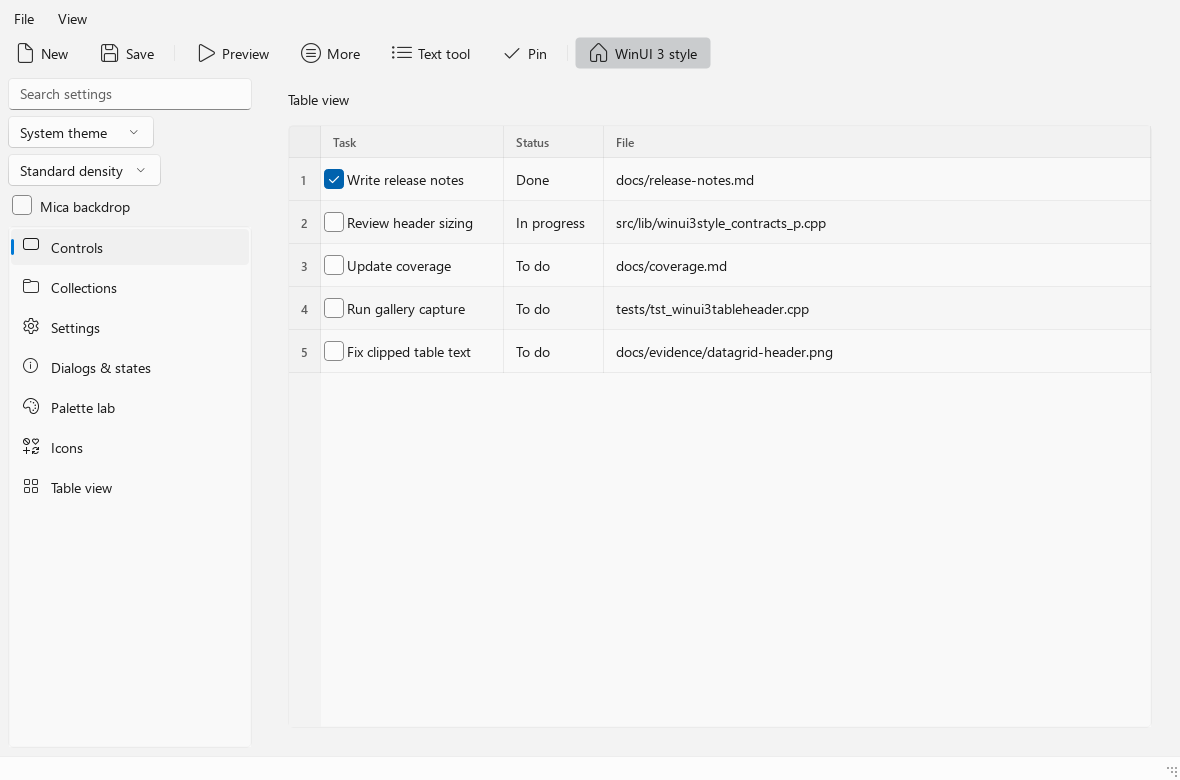 File View
New Save Preview More Text tool Pin WinUI 3 style
Search settings
System theme
Standard density
Mica backdrop
Controls
Collections
Settings
Dialogs & states
Palette lab
Icons
Table view
Table view
Task Status File
1 Write release notes Done docs/release-notes.md
2 Review header sizing In progress src/lib/winui3style_contracts_p.cpp
3 Update coverage To do docs/coverage.md
4 Run gallery capture To do tests/tst_winui3tableheader.cpp
5 Fix clipped table text To do docs/evidence/datagrid-header.png